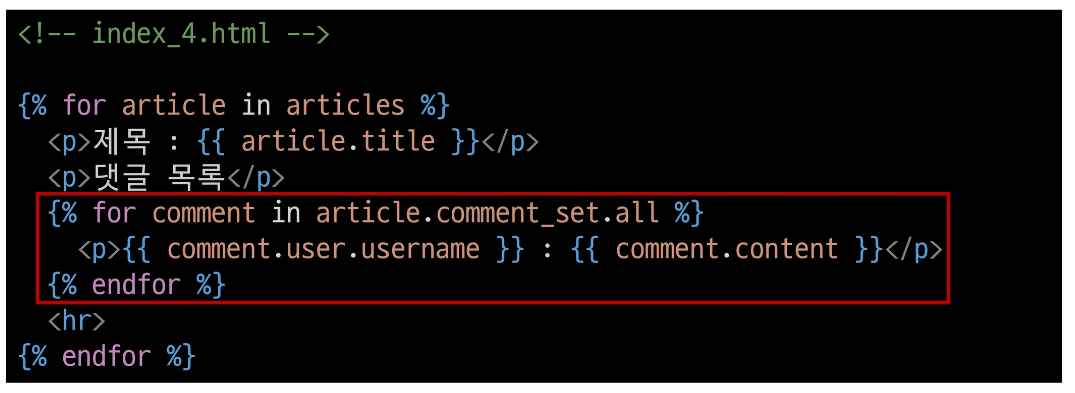 <!-- index_4.html -->
{% for article in articles %}
<p>제목 : {{ article.title }}</p>
<p>댓글 목록</p>
{% for comment in article.comment_set.all %}
<p>{{ comment.user.username }} : {{ comment.content }}</p>
{% endfor %}
<hr>
{% endfor %}